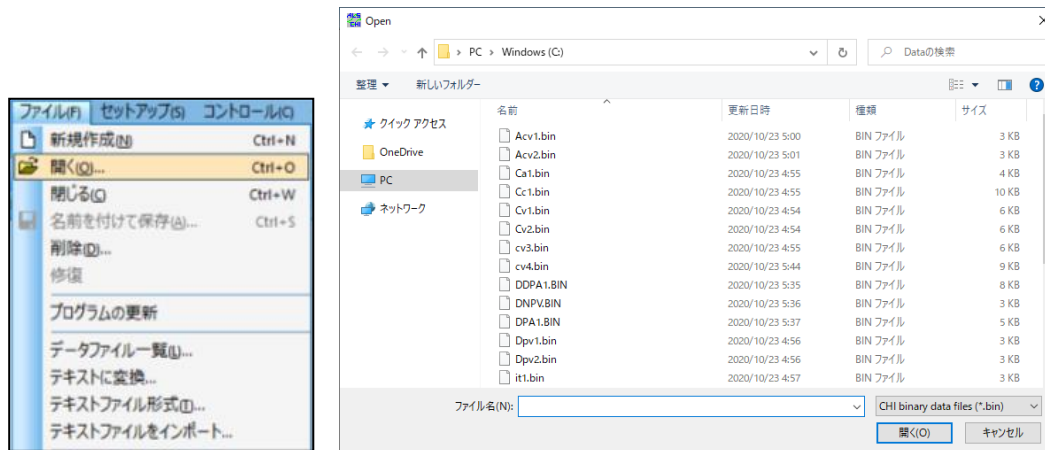 ファイル(F) セットアップ(S) コントロール(C)
新規作成(N) Ctrl+N
開く(O)... Ctrl+O
閉じる(C) Ctrl+W
名前を付けて保存(A)... Ctrl+S
削除(D)...
修復
プログラムの更新
データファイル一覧(L)...
テキストに変換...
テキストファイル形式(T)...
テキストファイルをインポート...
Open
PC > Windows (C:) Dataの検索
整理 新しいフォルダー
クイック アクセス
OneDrive
PC
ネットワーク
名前 更新日時 種類 サイズ
Acv1.bin 2020/10/23 5:00 BIN ファイル 3 KB
Acv2.bin 2020/10/23 5:01 BIN ファイル 3 KB
Ca1.bin 2020/10/23 4:55 BIN ファイル 4 KB
Cc1.bin 2020/10/23 4:55 BIN ファイル 10 KB
Cv1.bin 2020/10/23 4:54 BIN ファイル 6 KB
Cv2.bin 2020/10/23 4:54 BIN ファイル 6 KB
cv3.bin 2020/10/23 4:55 BIN ファイル 6 KB
cv4.bin 2020/10/23 5:44 BIN ファイル 9 KB
DDPA1.BIN 2020/10/23 5:35 BIN ファイル 8 KB
DNPV.BIN 2020/10/23 5:36 BIN ファイル 3 KB
DPA1.BIN 2020/10/23 5:37 BIN ファイル 5 KB
Dpv1.bin 2020/10/23 4:56 BIN ファイル 3 KB
Dpv2.bin 2020/10/23 4:56 BIN ファイル 3 KB
it1.bin 2020/10/23 4:57 BIN ファイル 3 KB
ファイル名(N): CHI binary data files (*.bin)
開く(O) キャンセル